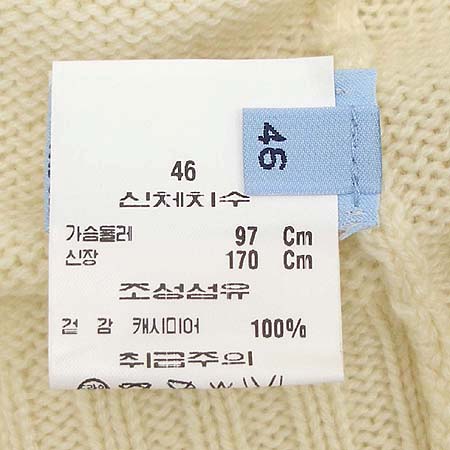 46
46
신체치수
가슴둘레 97 Cm
신장 170 Cm
조성섬유
겉 감 캐시미어 100%
취급주의